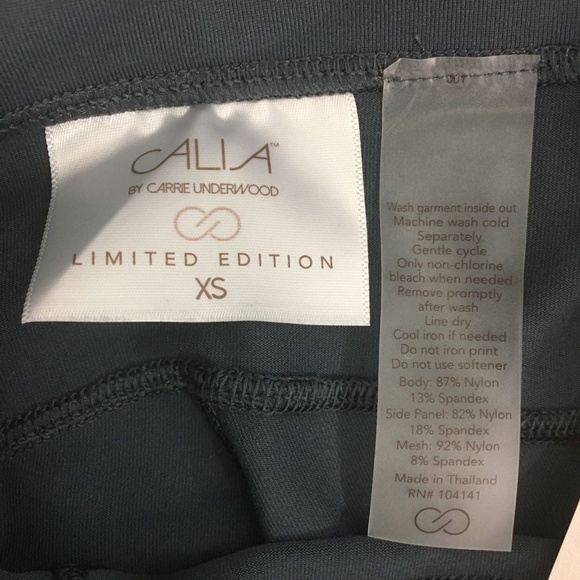 CALIA™
BY CARRIE UNDERWOOD
LIMITED EDITION
XS
Wash garment inside out
Machine wash cold
Separately
Gentle cycle
Only non-chlorine
bleach when needed
Remove promptly
after wash
Line dry
Cool iron if needed
Do not iron print
Do not use softener
Body: 87% Nylon
13% Spandex
Side Panel: 82% Nylon
18% Spandex
Mesh: 92% Nylon
8% Spandex
Made in Thailand
RN# 104141